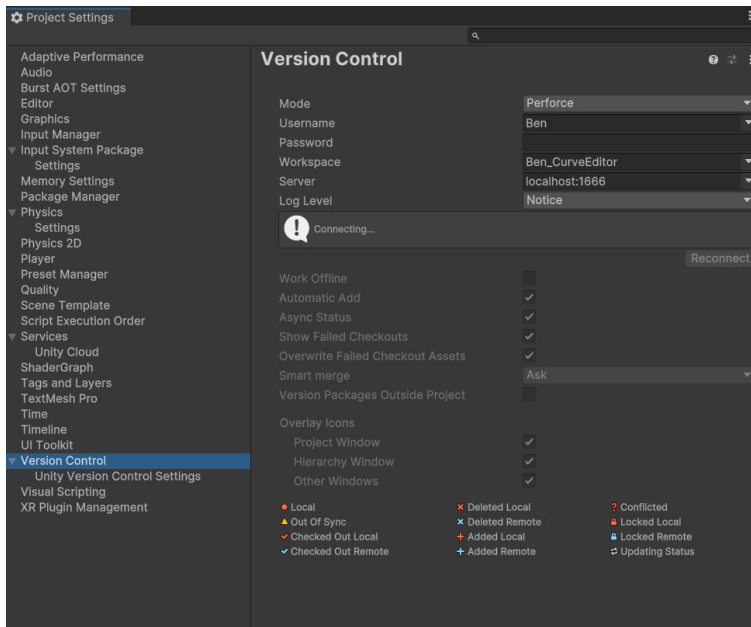 Project Settings
Adaptive Performance
Audio
Burst AOT Settings
Editor
Graphics
Input Manager
Input System Package
Settings
Memory Settings
Package Manager
Physics
Settings
Physics 2D
Player
Preset Manager
Quality
Scene Template
Script Execution Order
Services
Unity Cloud
ShaderGraph
Tags and Layers
TextMesh Pro
Time
Timeline
UI Toolkit
Version Control
Unity Version Control Settings
Visual Scripting
XR Plugin Management
Version Control
Mode Perforce
Username Ben
Password
Workspace Ben_CurveEditor
Server localhost:1666
Log Level Notice
Connecting...
Reconnect
Work Offline
Automatic Add
Async Status
Show Failed Checkouts
Overwrite Failed Checkout Assets
Smart merge Ask
Version Packages Outside Project
Overlay Icons
Project Window
Hierarchy Window
Other Windows
Local Deleted Local Conflicted
Out Of Sync Deleted Remote Locked Local
Checked Out Local Added Local Locked Remote
Checked Out Remote Added Remote Updating Status